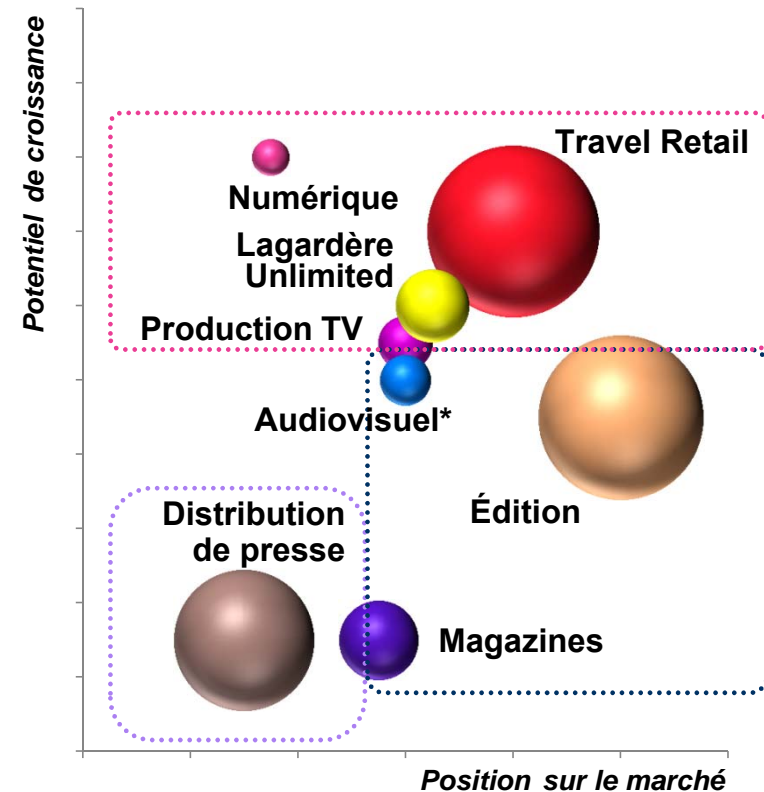 Potentiel de croissance
Travel Retail
Numérique
Lagardère
Unlimited
Production TV
Audiovisuel*
Distribution
de presse
Édition
Magazines
Position sur le marché